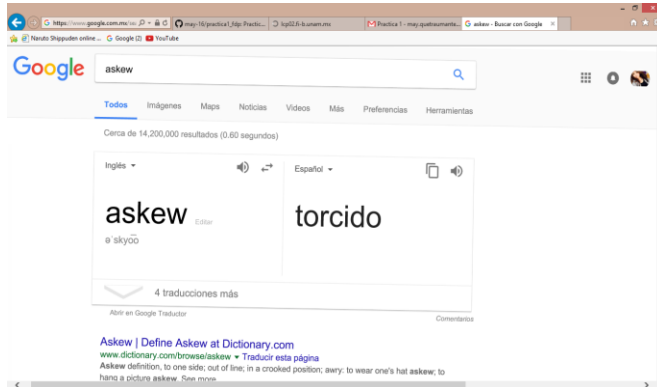 https://www.google.com.mx/sea
may-16/practica1_http: Practic...
lcp02.fi-b.unam.mx
Practica 1 - may.quetneumente...
askew - Buscar con Google
Naruto Shippuden online ...
Google (2)
YouTube
Google
askew
Todos Imágenes Maps Noticias Videos Más Preferencias Herramientas
Cerca de 14,200,000 resultados (0.60 segundos)
Inglés Español
askew Editar torcido
əˈskyo͞o
4 traducciones más
Abrir en Google Traductor Comentarios
Askew | Define Askew at Dictionary.com
www.dictionary.com/browse/askew Traducir esta página
Askew definition, to one side; out of line; in a crooked position; awry: to wear one's hat askew; to
hang a picture askew. See more.